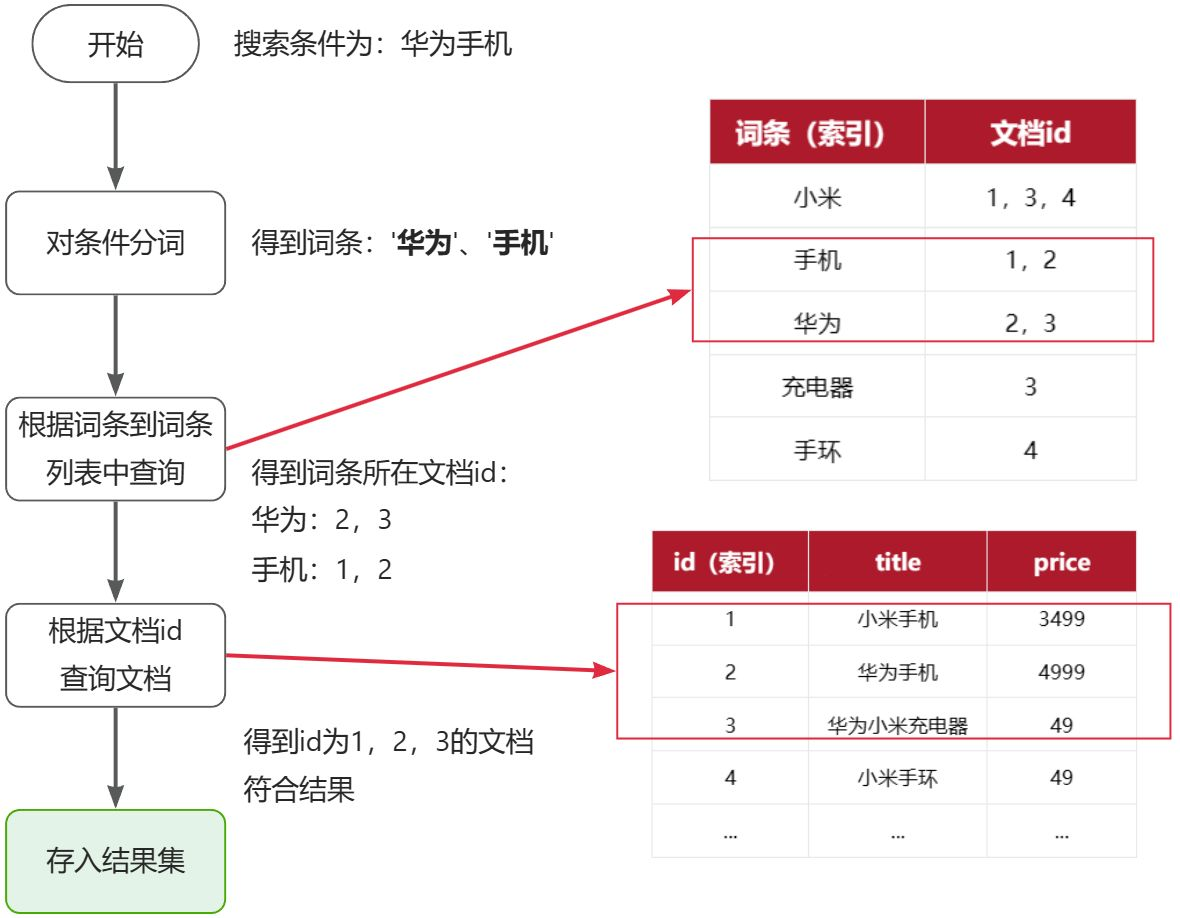 开始
搜索条件为：华为手机
对条件分词
得到词条：'华为'、'手机'
根据词条到词条
列表中查询
得到词条所在文档id：
华为：2，3
手机：1，2
根据文档id
查询文档
得到id为1，2，3的文档
符合结果
存入结果集
词条（索引） 文档id
小米 1，3，4
手机 1，2
华为 2，3
充电器 3
手环 4
id（索引） title price
1 小米手机 3499
2 华为手机 4999
3 华为小米充电器 49
4 小米手环 49
... ... ...